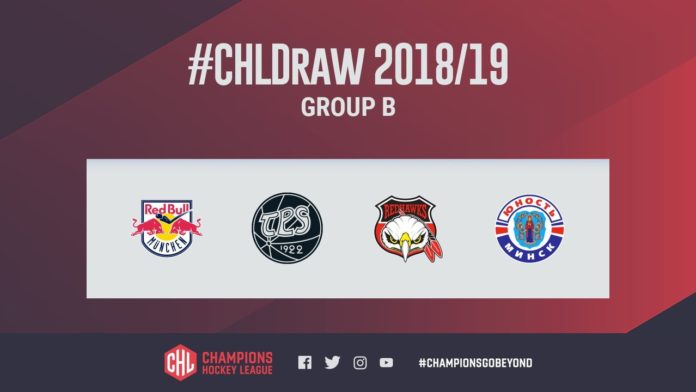 #CHLDRAW 2018/19
GROUP B
Red Bull
MÜNCHEN
TPS
1922
REDHAWKS
ЮНОСТЬ
МИНСК
CHL
CHAMPIONS
HOCKEY LEAGUE
#CHAMPIONSGOBEYOND